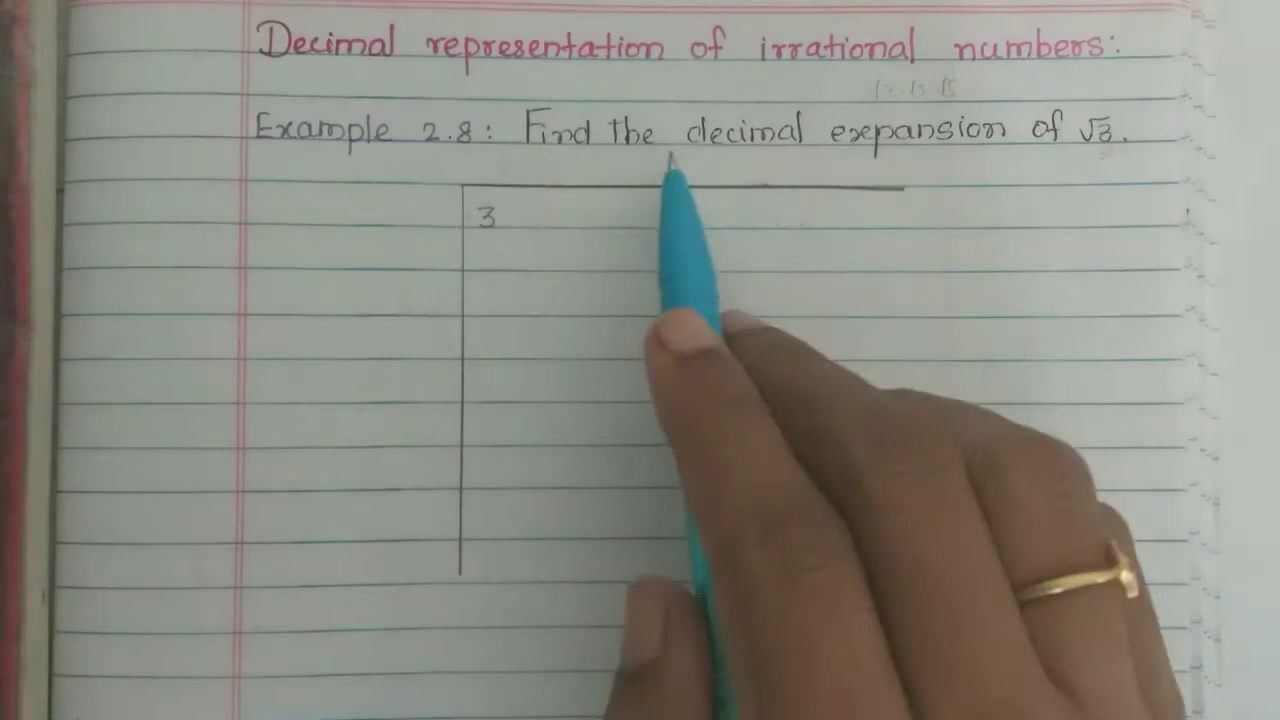 Decimal representation of irrational numbers:
Example 2.8: Find the decimal expansion of √3.
3